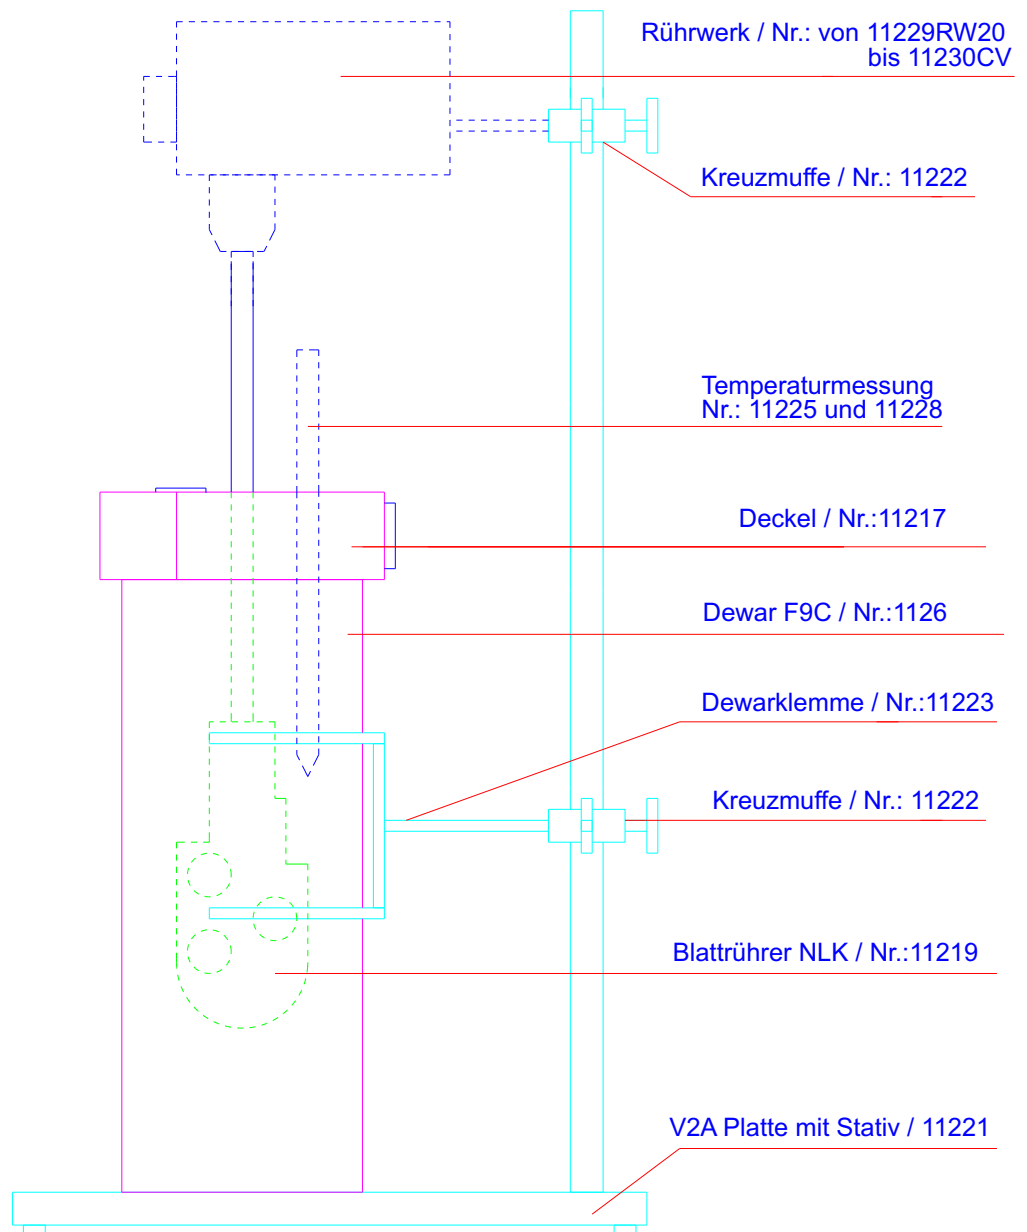 Rührwerk / Nr.: von 11229RW20
bis 11230CV
Kreuzmuffe / Nr.: 11222
Temperaturmessung
Nr.: 11225 und 11228
Deckel / Nr.:11217
Dewar F9C / Nr.:1126
Dewarklemme / Nr.:11223
Kreuzmuffe / Nr.: 11222
Blattrührer NLK / Nr.:11219
V2A Platte mit Stativ / 11221